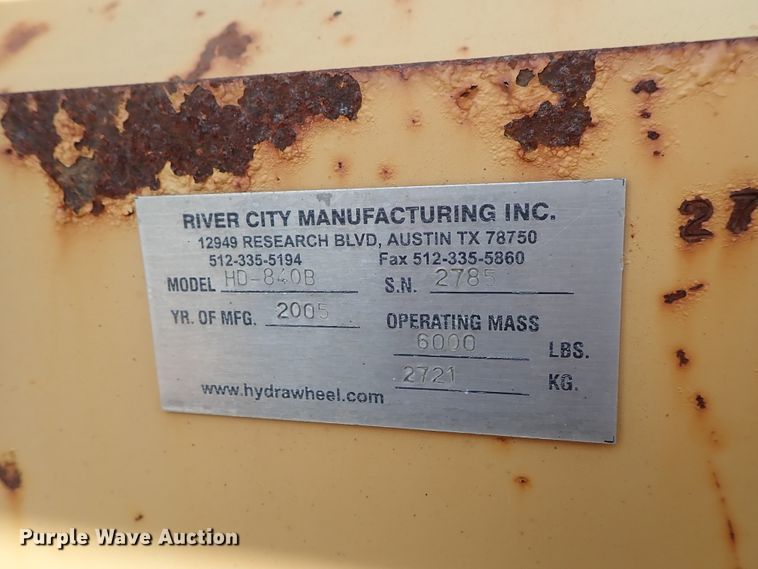 RIVER CITY MANUFACTURING INC.
12949 RESEARCH BLVD, AUSTIN TX 78750
512-335-5194 Fax 512-335-5860
MODEL HD-840B S.N. 2785
YR. OF MFG. 2005 OPERATING MASS
6000 LBS.
2721 KG.
www.hydrawheel.com
27
Purple Wave Auction